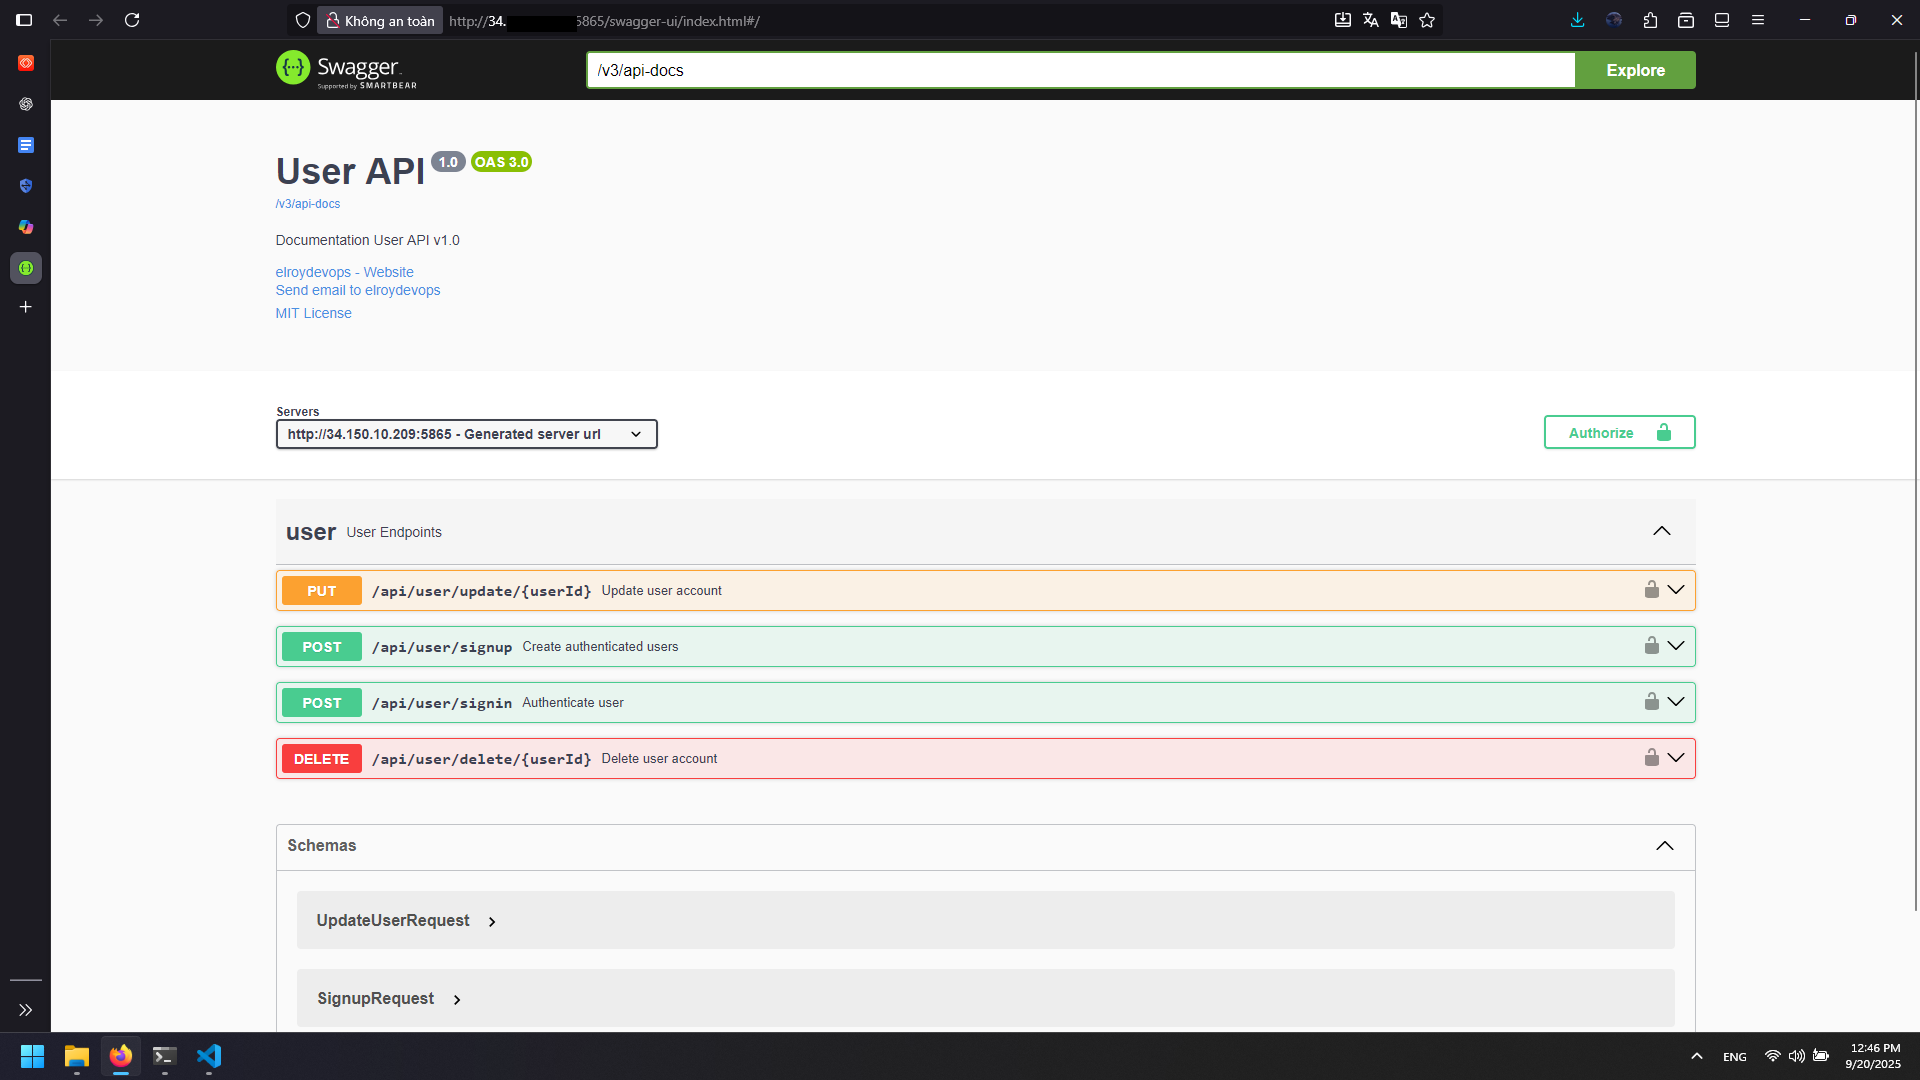 Không an toàn
http://34. 5865/swagger-ui/index.html#/
Swagger
Supported by SMARTBEAR
/v3/api-docs
Explore
User API 1.0 OAS 3.0
/v3/api-docs
Documentation User API v1.0
elroydevops - Website
Send email to elroydevops
MIT License
Servers
http://34.150.10.209:5865 - Generated server url
Authorize
user User Endpoints
PUT /api/user/update/{userId} Update user account
POST /api/user/signup Create authenticated users
POST /api/user/signin Authenticate user
DELETE /api/user/delete/{userId} Delete user account
Schemas
UpdateUserRequest
SignupRequest
ENG
12:46 PM
9/20/2025